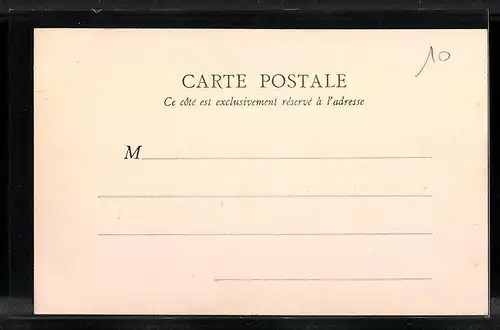 10
CARTE POSTALE
Ce côté est exclusivement réservé à l'adresse
M